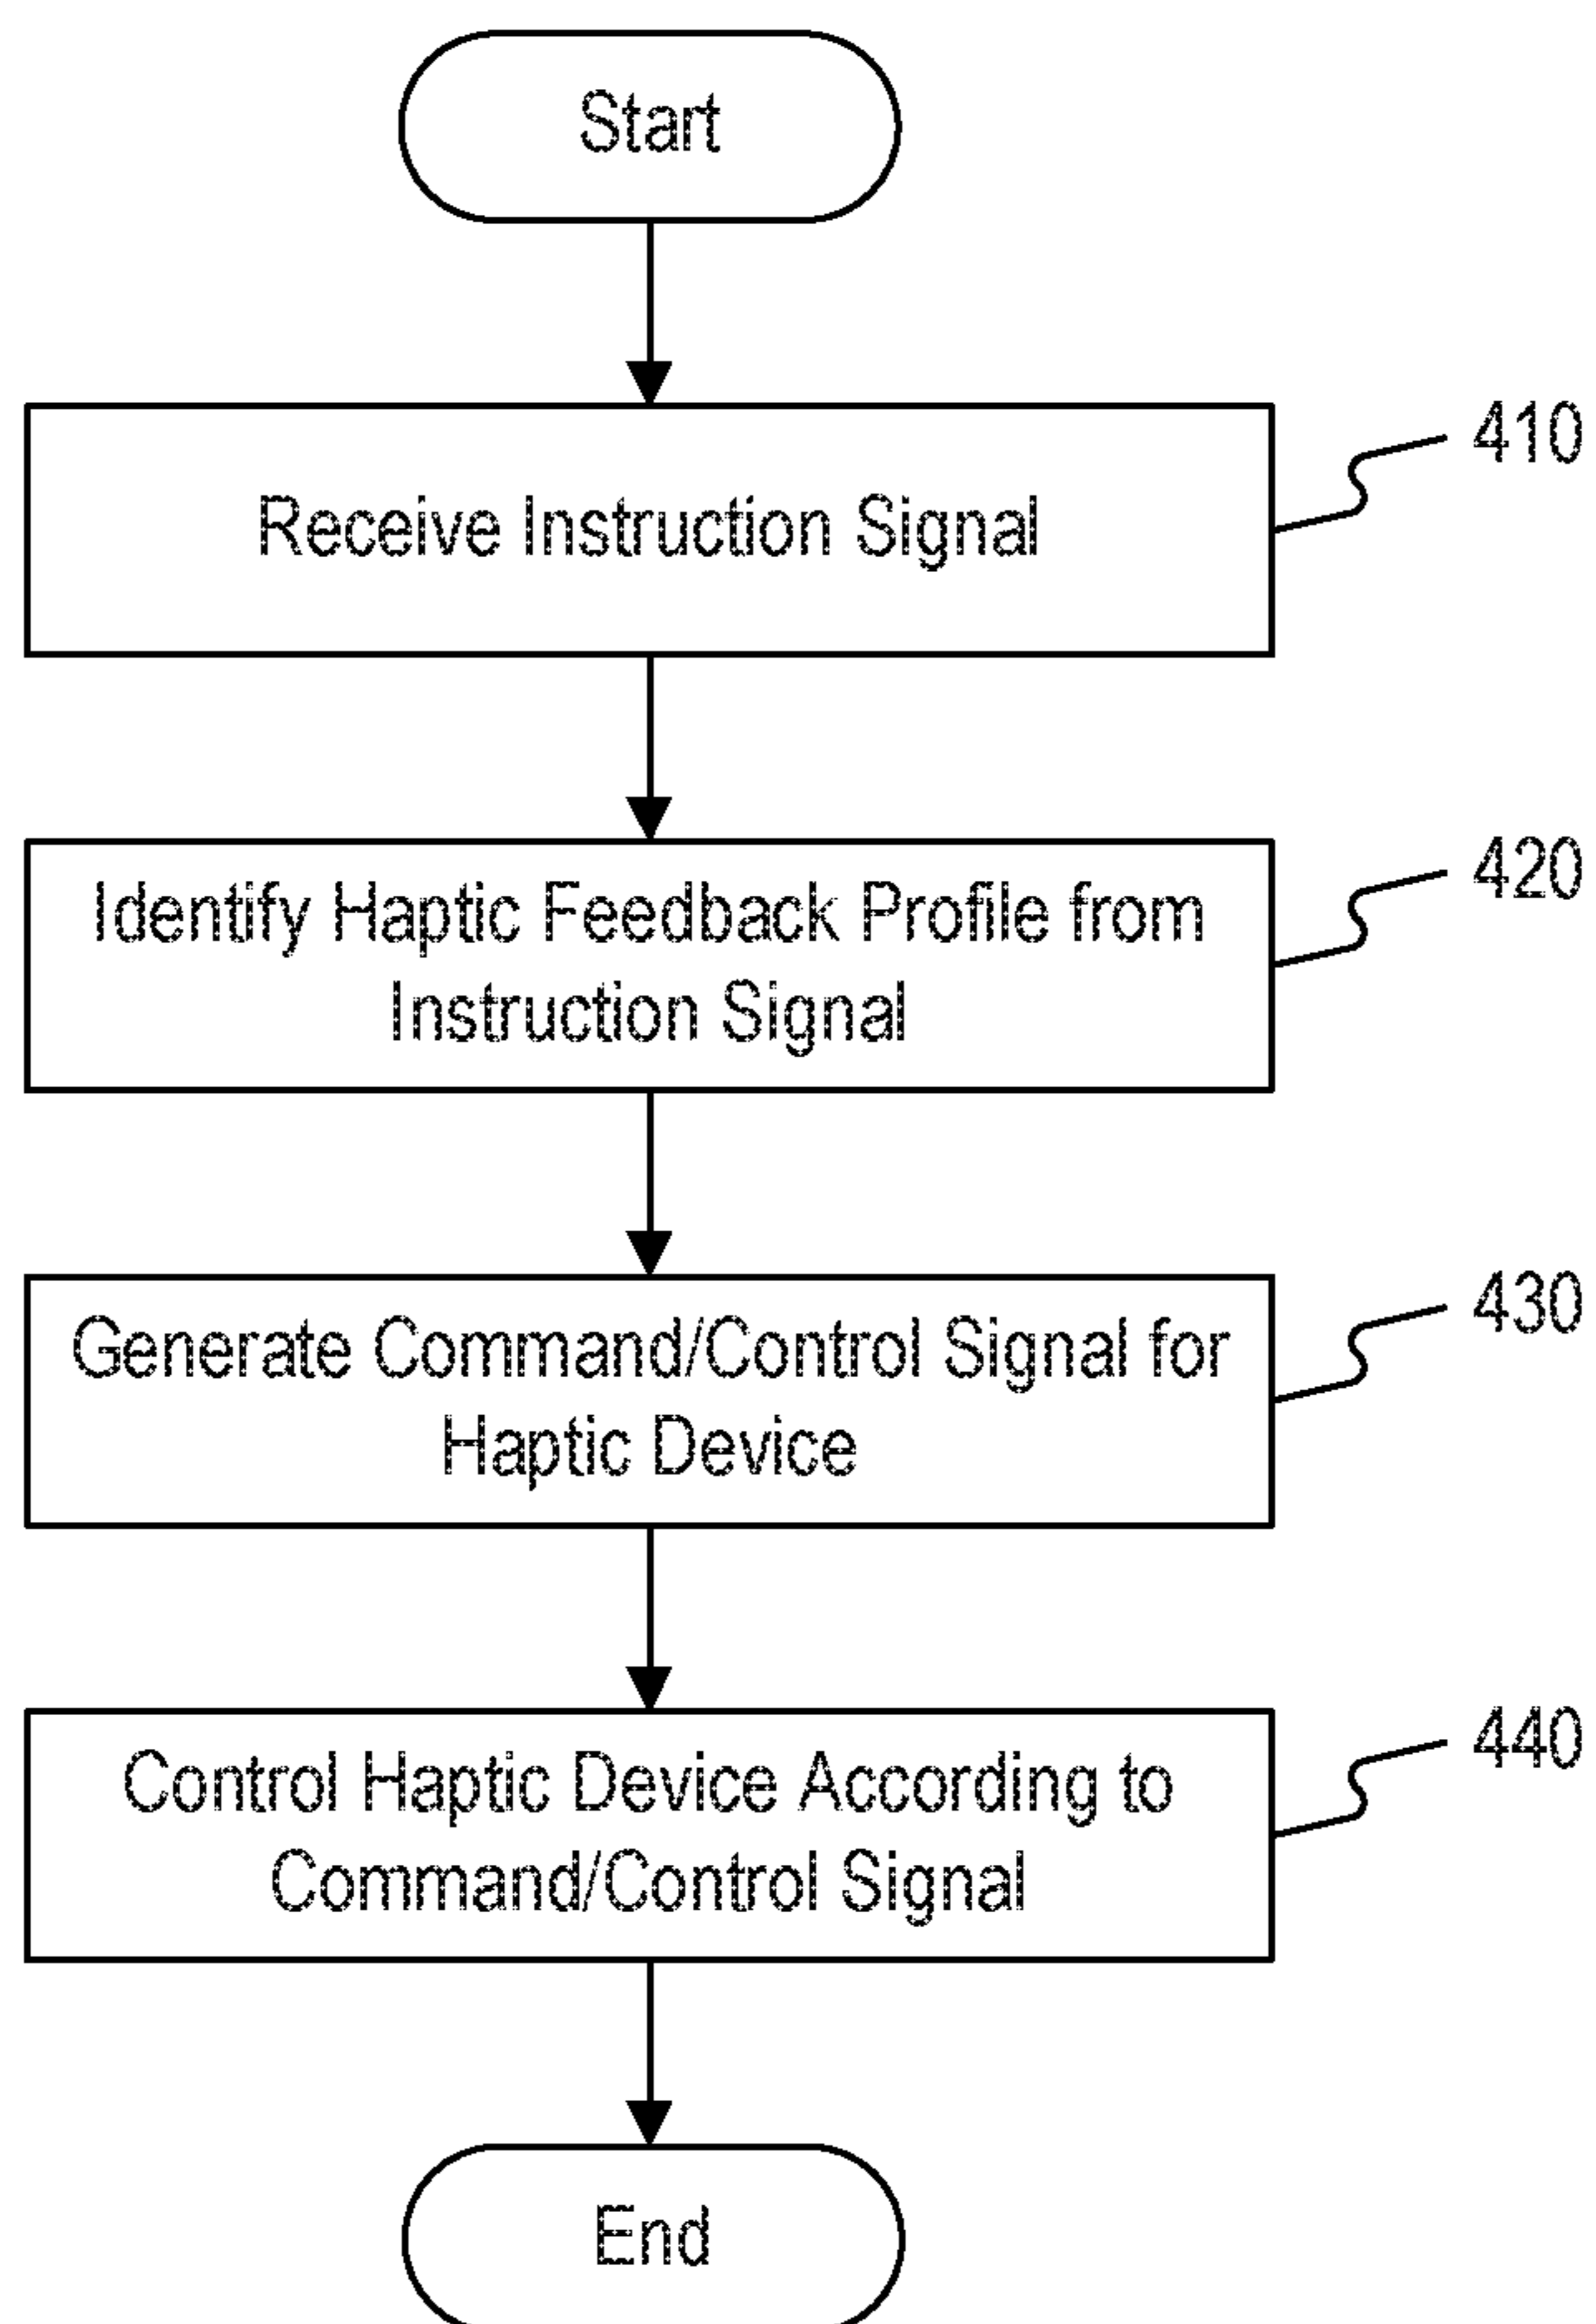 Start
410
Receive Instruction Signal
420
Identify Haptic Feedback Profile from
Instruction Signal
430
Generate Command/Control Signal for
Haptic Device
440
Control Haptic Device According to
Command/Control Signal
End